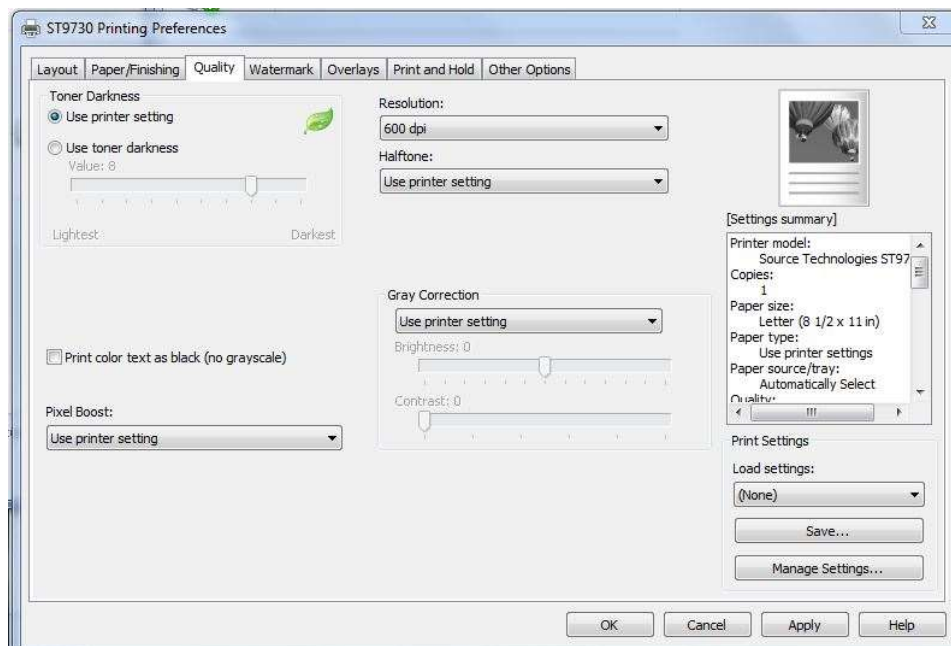 ST9730 Printing Preferences
Layout Paper/Finishing Quality Watermark Overlays Print and Hold Other Options
Toner Darkness
Use printer setting
Use toner darkness
Value: 8
Lightest Darkest
Print color text as black (no grayscale)
Pixel Boost:
Use printer setting
Resolution:
600 dpi
Halftone:
Use printer setting
Gray Correction
Use printer setting
Brightness: 0
Contrast: 0
[Settings summary]
Printer model:
Source Technologies ST97
Copies:
1
Paper size:
Letter (8 1/2 x 11 in)
Paper type:
Use printer settings
Paper source/tray:
Automatically Select
Quality:
Print Settings
Load settings:
(None)
Save...
Manage Settings...
OK Cancel Apply Help